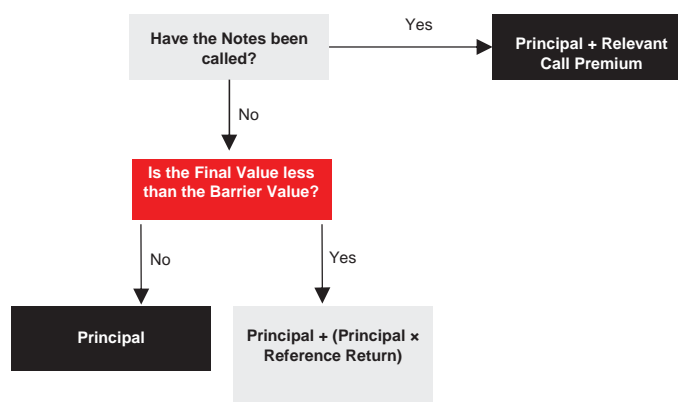 Have the Notes been
called?
Yes
Principal + Relevant
Call Premium
No
Is the Final Value less
than the Barrier Value?
No
Yes
Principal
Principal + (Principal ×
Reference Return)